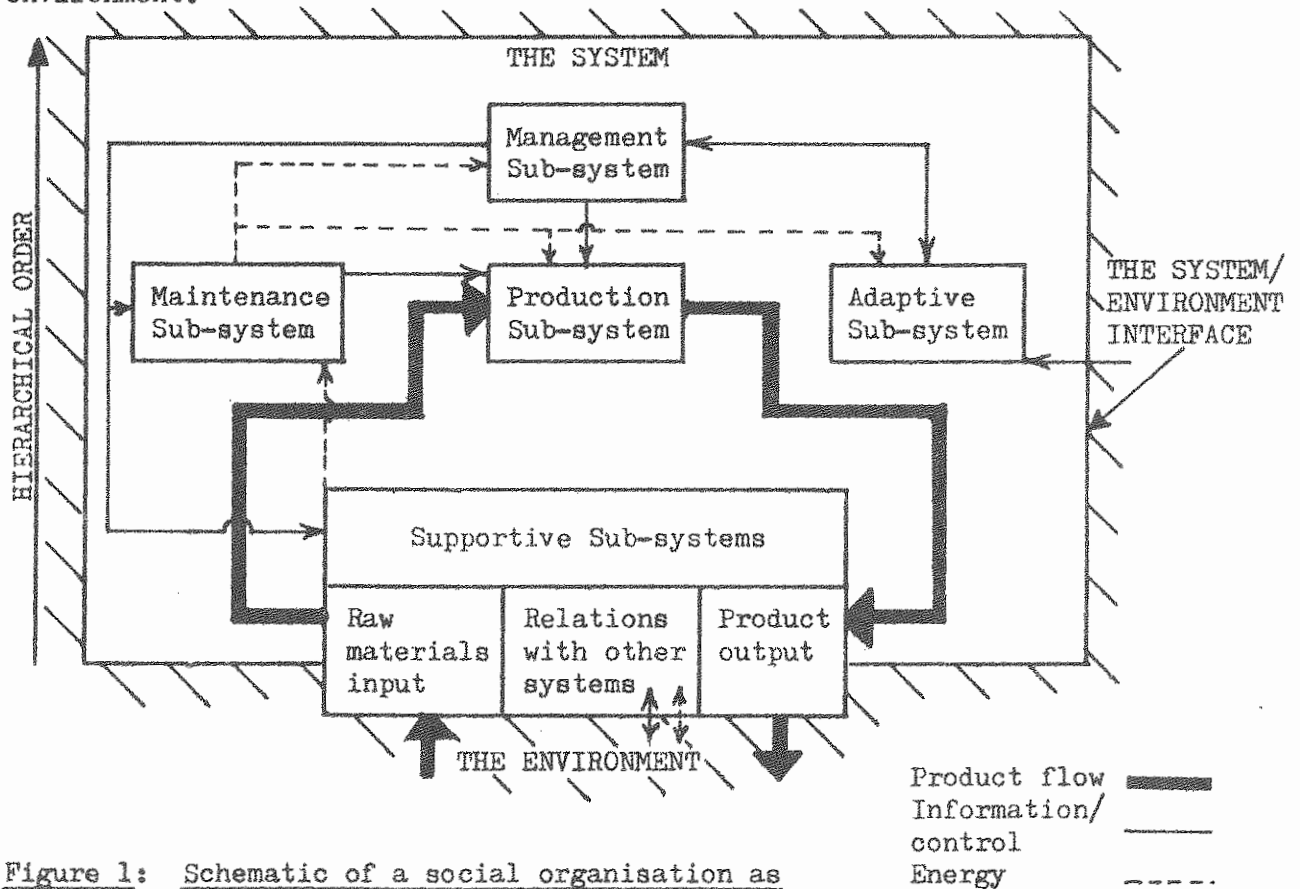 THE SYSTEM
Management
Sub-system
HIERARCHICAL ORDER
Maintenance
Sub-system
Production
Sub-system
Adaptive
Sub-system
THE SYSTEM/
ENVIRONMENT
INTERFACE
Supportive Sub-systems
Raw
materials
input
Relations
with other
systems
Product
output
THE ENVIRONMENT
Product flow
Information/
control
Energy
Figure 1: Schematic of a social organisation as